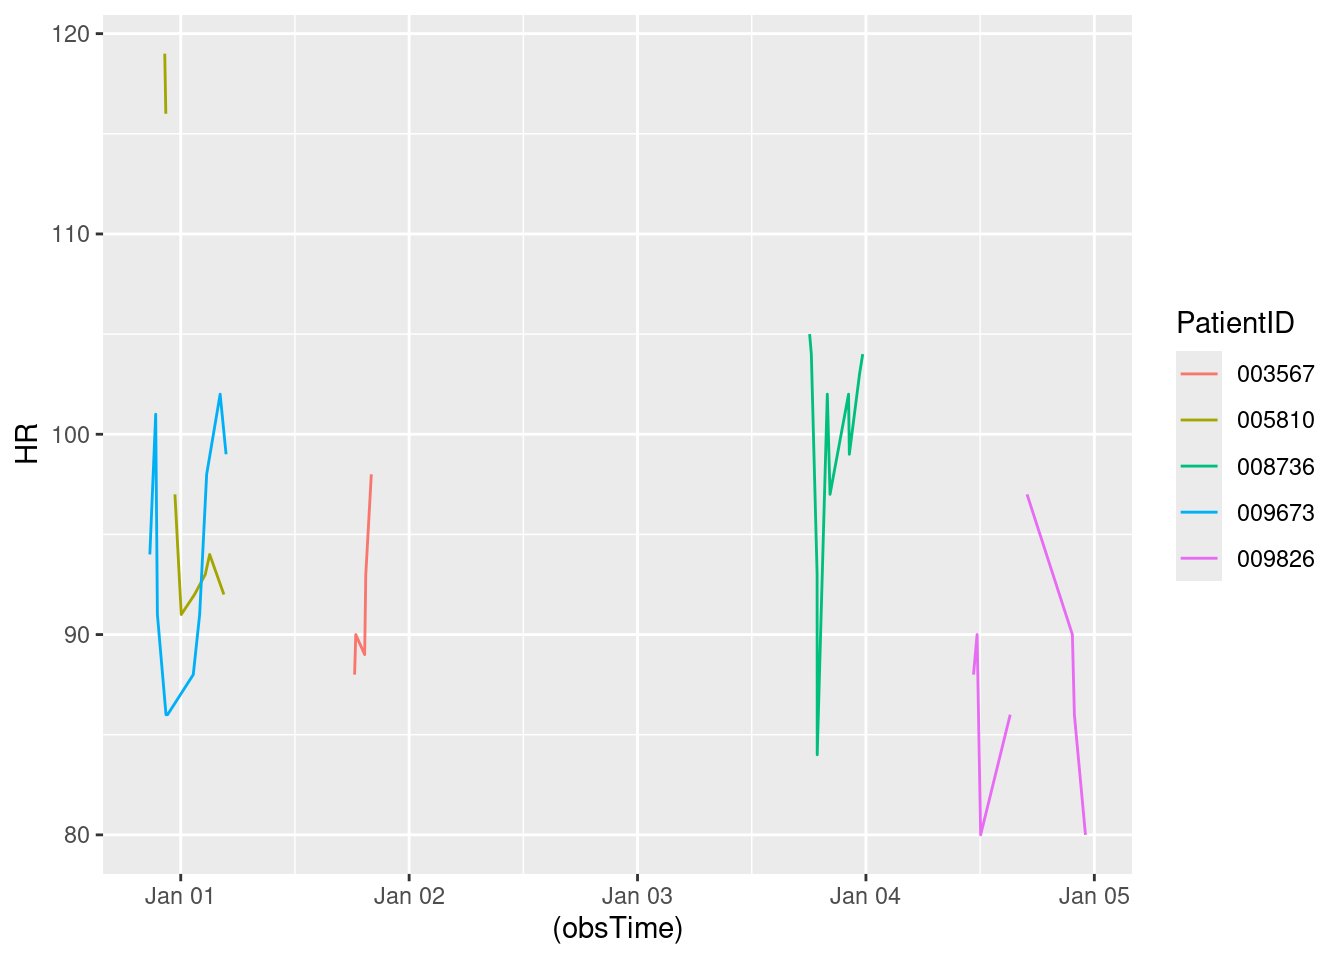 120
110
100
90
80
HR
Jan 01
Jan 02
Jan 03
Jan 04
Jan 05
(obsTime)
PatientID
003567
005810
008736
009673
009826